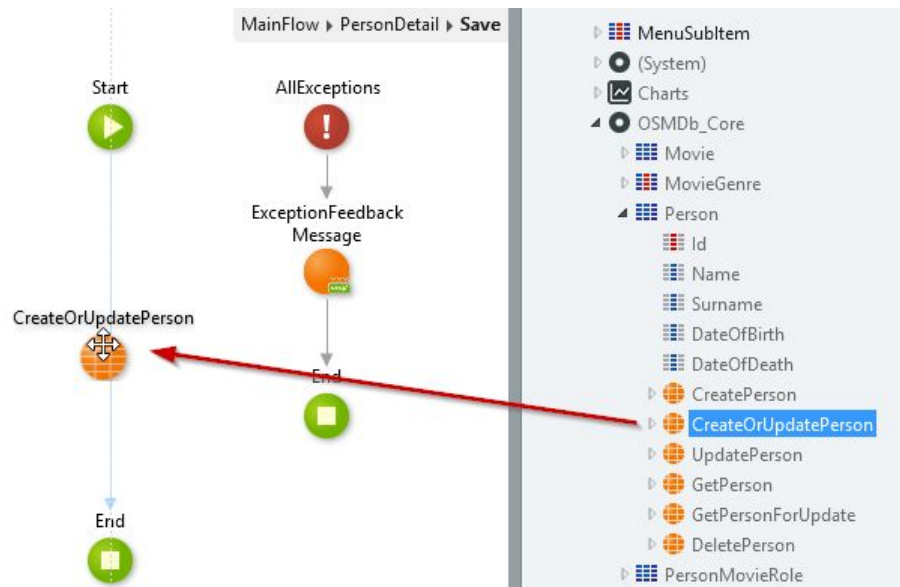 MainFlow ▸ PersonDetail ▸ Save
Start
AllExceptions
ExceptionFeedback
Message
CreateOrUpdatePerson
End
End
MenuSubItem
(System)
Charts
OSMDb_Core
Movie
MovieGenre
Person
Id
Name
Surname
DateOfBirth
DateOfDeath
CreatePerson
CreateOrUpdatePerson
UpdatePerson
GetPerson
GetPersonForUpdate
DeletePerson
PersonMovieRole